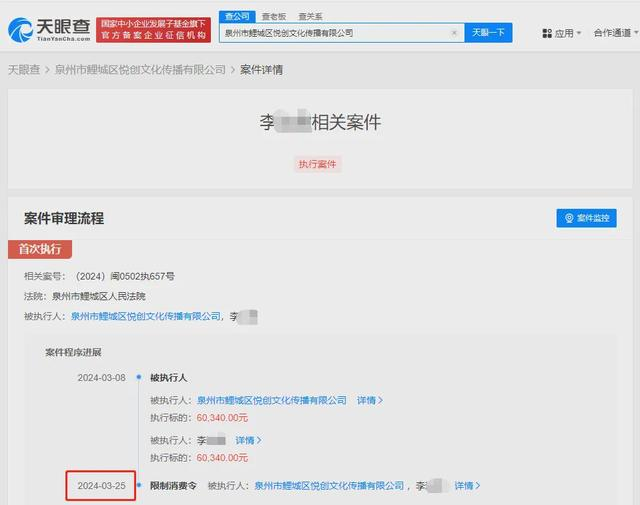 查公司 查老板 查关系
天眼查
TianYanCha.com
国家中小企业发展子基金旗下
官方备案企业征信机构
泉州市鲤城区悦创文化传播有限公司 × 天眼一下
应用 合作通道
天眼查 > 泉州市鲤城区悦创文化传播有限公司 > 案件详情
李 相关案件
执行案件
案件审理流程
案件监控
首次执行
相关案号：（2024）闽0502执657号
法院：泉州市鲤城区人民法院
被执行人：泉州市鲤城区悦创文化传播有限公司，李
案件程序进展
2024-03-08 被执行人
被执行人：泉州市鲤城区悦创文化传播有限公司 详情>
执行标的：60,340.00元
被执行人：李 详情>
执行标的：60,340.00元
2024-03-25 限制消费令 被执行人：泉州市鲤城区悦创文化传播有限公司，李 详情>